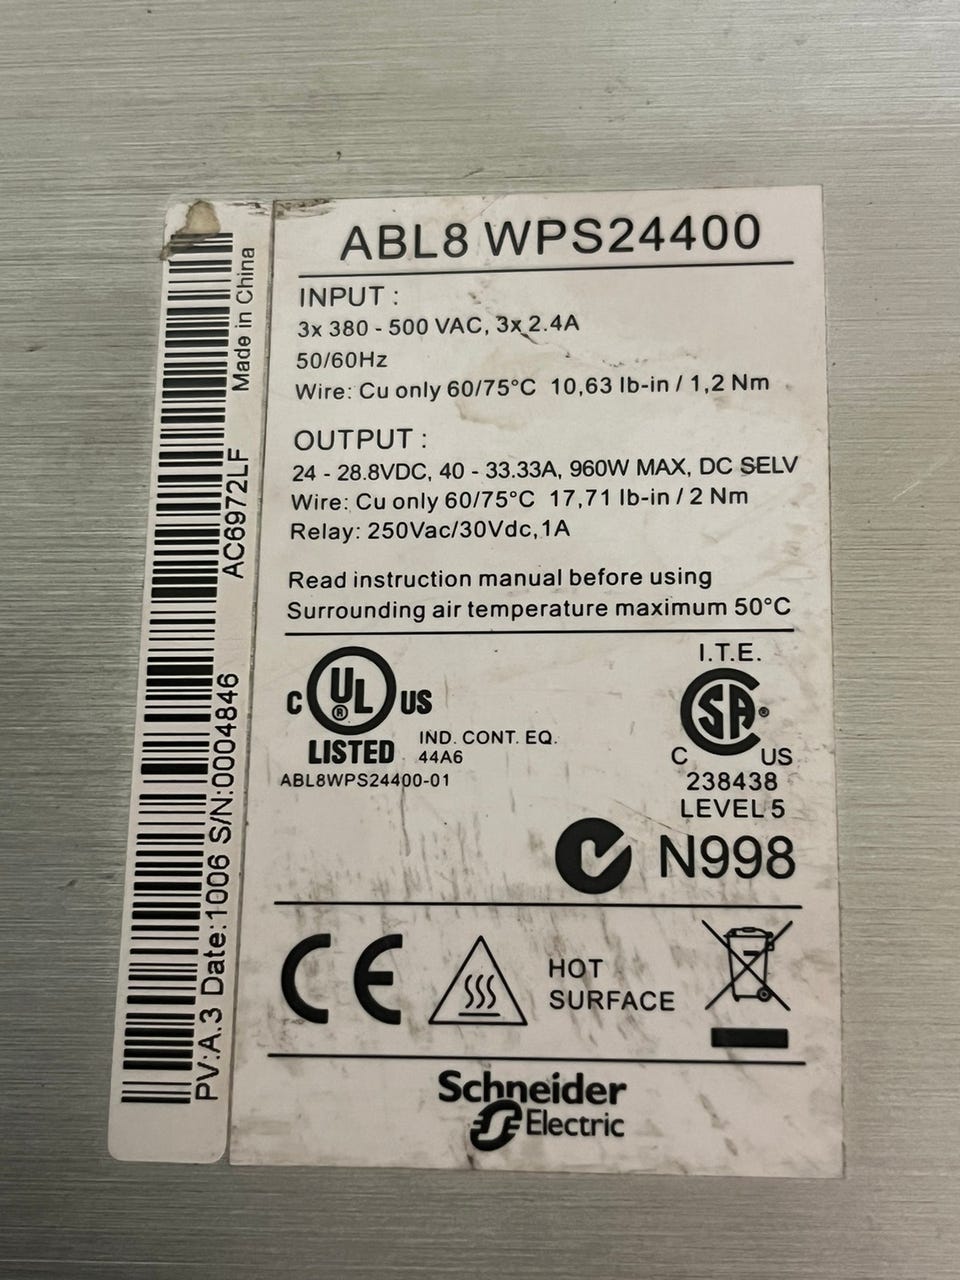 ABL8 WPS24400
INPUT :
3x 380 - 500 VAC, 3x 2.4A
50/60Hz
Wire: Cu only 60/75°C 10,63 lb-in / 1,2 Nm
OUTPUT :
24 - 28.8VDC, 40 - 33.33A, 960W MAX, DC SELV
Wire: Cu only 60/75°C 17,71 lb-in / 2 Nm
Relay: 250Vac/30Vdc,1A
Read instruction manual before using
Surrounding air temperature maximum 50°C
C UL ® US
LISTED
IND. CONT. EQ.
44A6
ABL8WPS24400-01
I.T.E.
SA ®
C US
238438
LEVEL 5
N998
CE
HOT
SURFACE
Schneider
Electric
Made in China
AC6972LF
PV:A.3 Date:1006 S/N:0004846